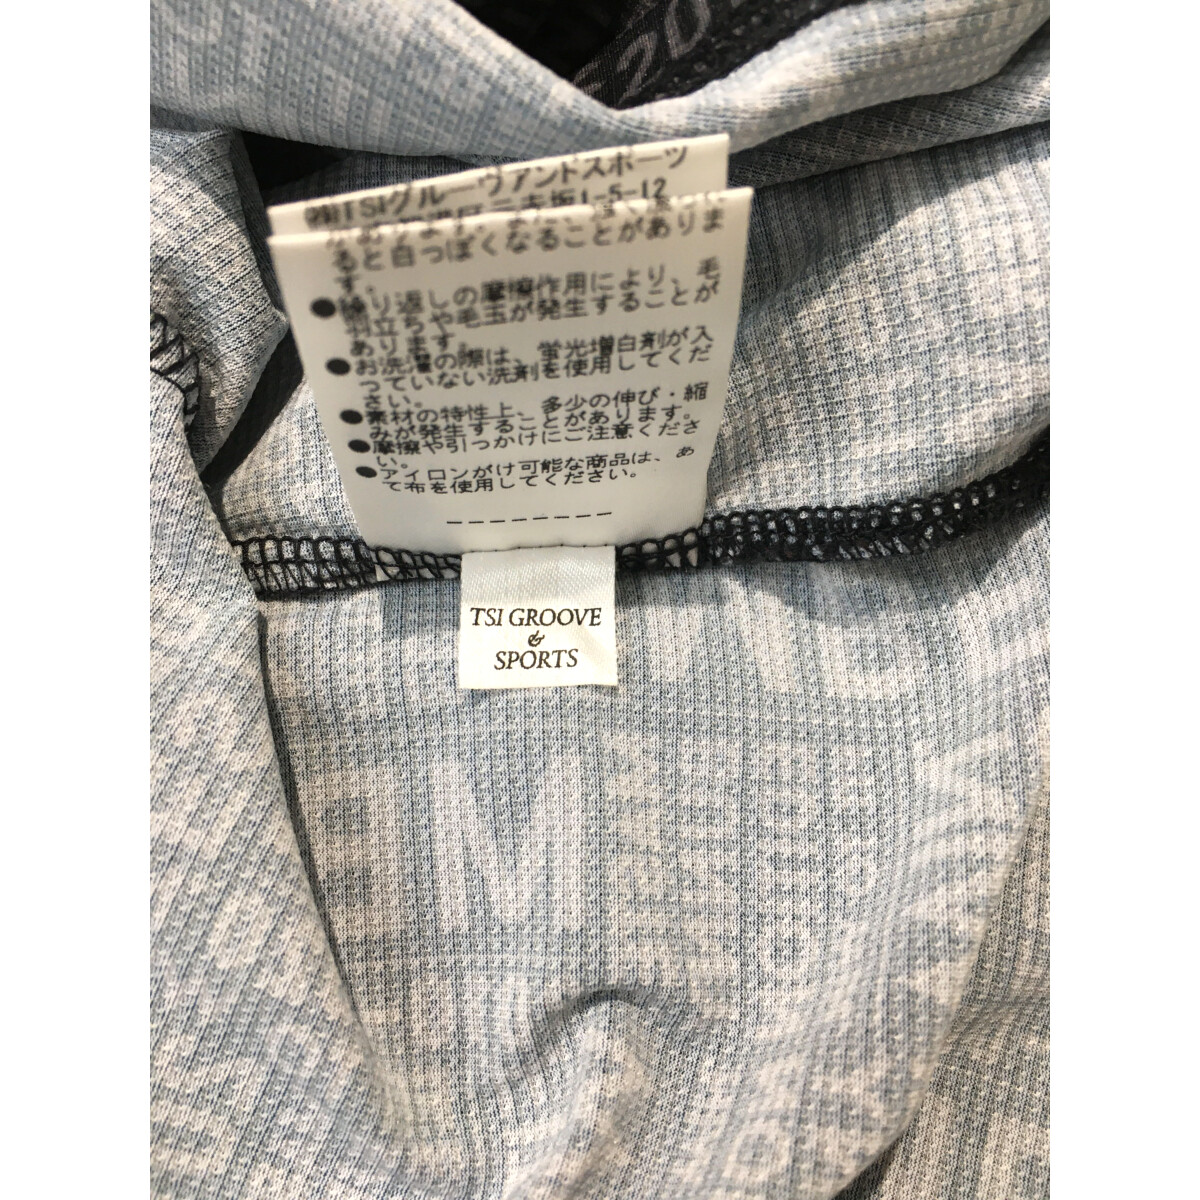 ㈱TSIグルーヴアンドスポーツ
1-5-12
ると白っぽくなることがありま
す。
●繰り返しの摩擦作用により、毛
羽立ちや毛玉が発生することが
あります。
●お洗濯の際は、蛍光増白剤が入
っていない洗剤を使用してくだ
さい。
●素材の特性上、多少の伸び・縮
みが発生することがあります。
●摩擦や引っかけにご注意くださ
い。
●アイロンがけ可能な商品は、あ
て布を使用してください。
--------
TSI GROOVE
&
SPORTS